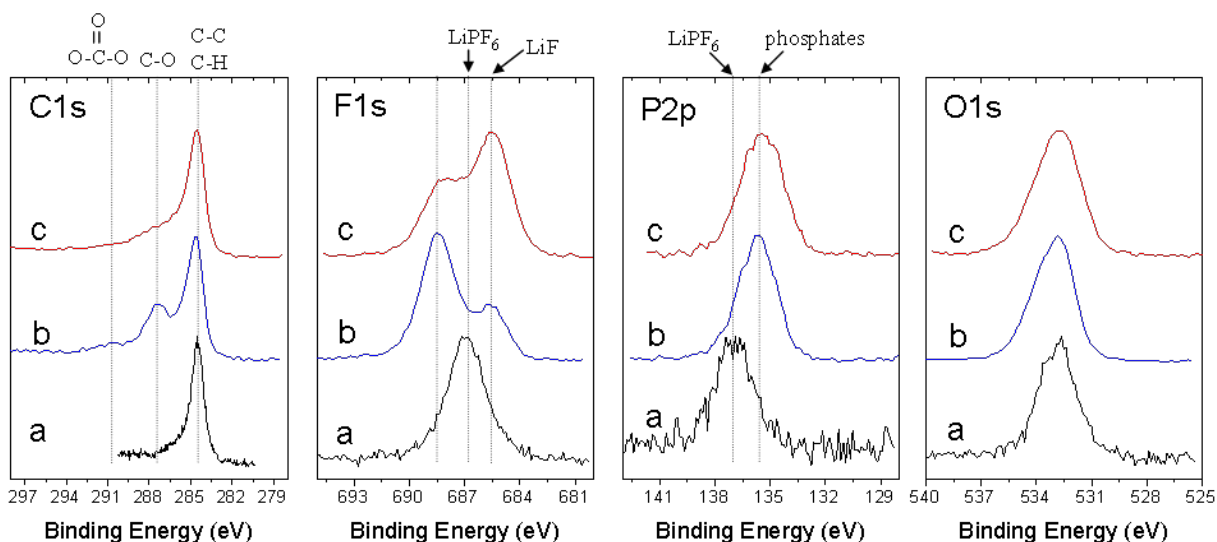 O
O-C-O C-O C-C
C-H
LiPF6 LiF
LiPF6 phosphates
C1s F1s P2p O1s
c c c c
b b b b
a a a a
297 294 291 288 285 282 279
693 690 687 684 681
141 138 135 132 129
540 537 534 531 528 525
Binding Energy (eV) Binding Energy (eV) Binding Energy (eV) Binding Energy (eV)